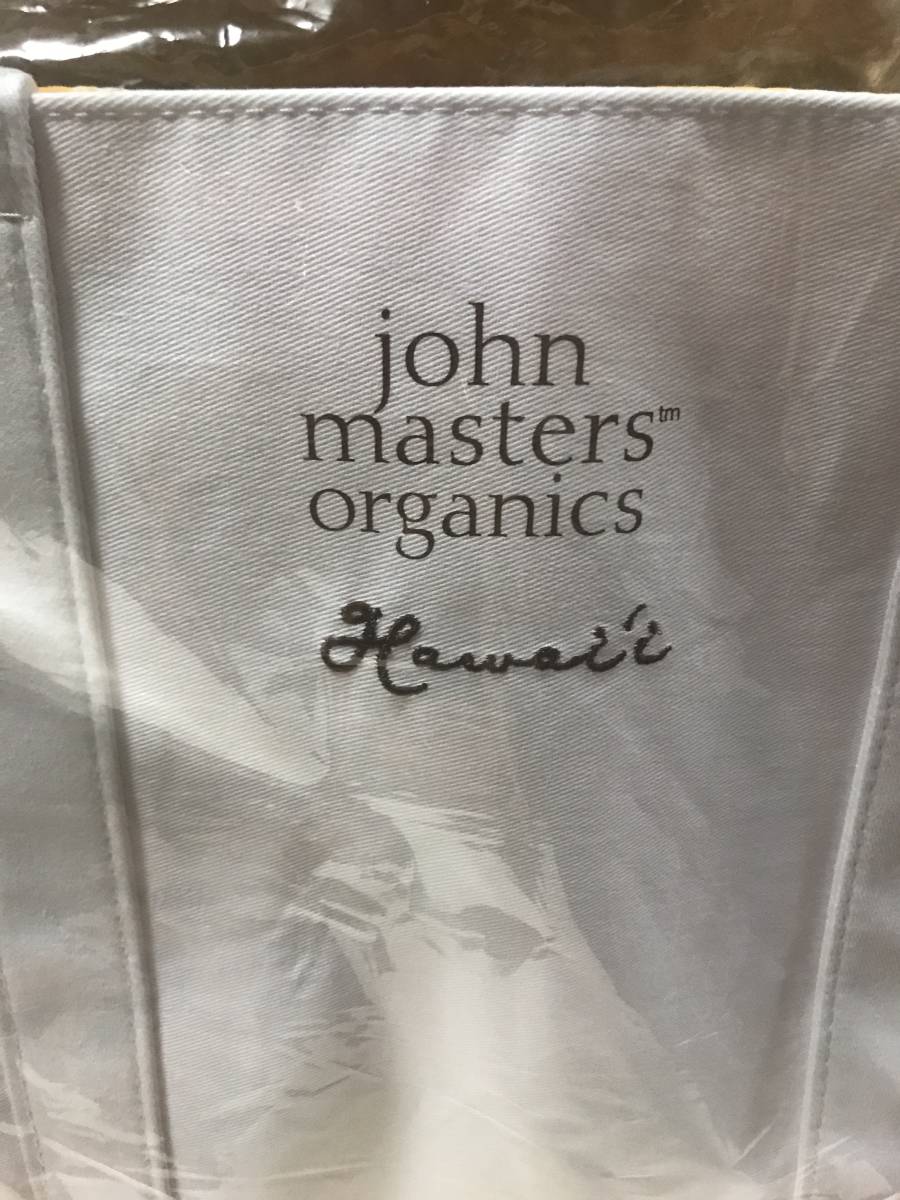 john
masters™
organics
Hawai'i